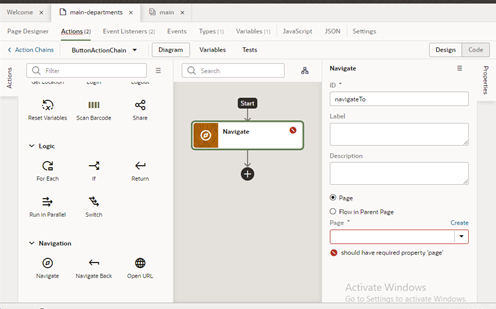 Welcome × main-departments × main ×
Page Designer Actions (2) Event Listeners (2) Events Types (1) Variables (1) JavaScript JSON Settings
Action Chains ButtonActionChain Diagram Variables Tests Design Code
Actions
Filter
Get Location Login Logout
Reset Variables Scan Barcode Share
Logic
For Each If Return
Run in Parallel Switch
Navigation
Navigate Navigate Back Open URL
Search
Start
Navigate
Navigate
ID *
navigateTo
Label
Description
Page
Flow in Parent Page
Page * Create
should have required property 'page'
Properties
Activate Windows
Go to Settings to activate Windows.